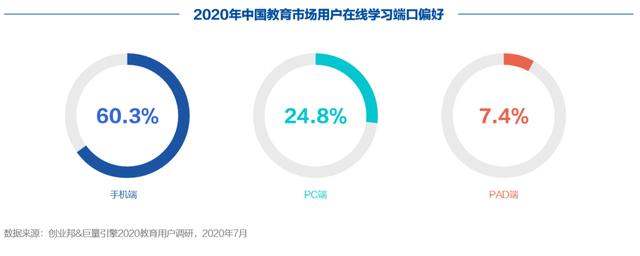 2020年中国教育市场用户在线学习端口偏好
60.3%
24.8%
7.4%
手机端
PC端
PAD端
数据来源：创业邦&巨量引擎2020教育用户调研，2020年7月